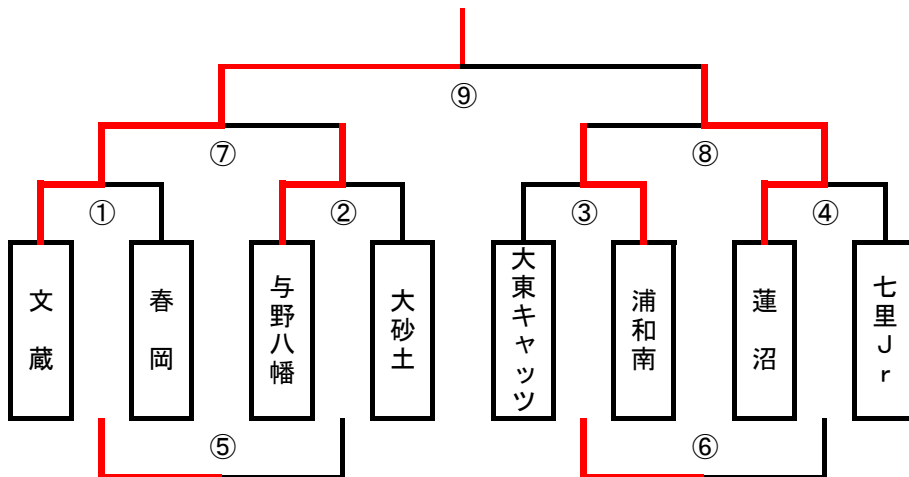 ⑨
⑦
⑧
①
②
③
④
文蔵
春岡
与野八幡
大砂土
大東キャッツ
浦和南
蓮沼
七里Jr
⑤
⑥